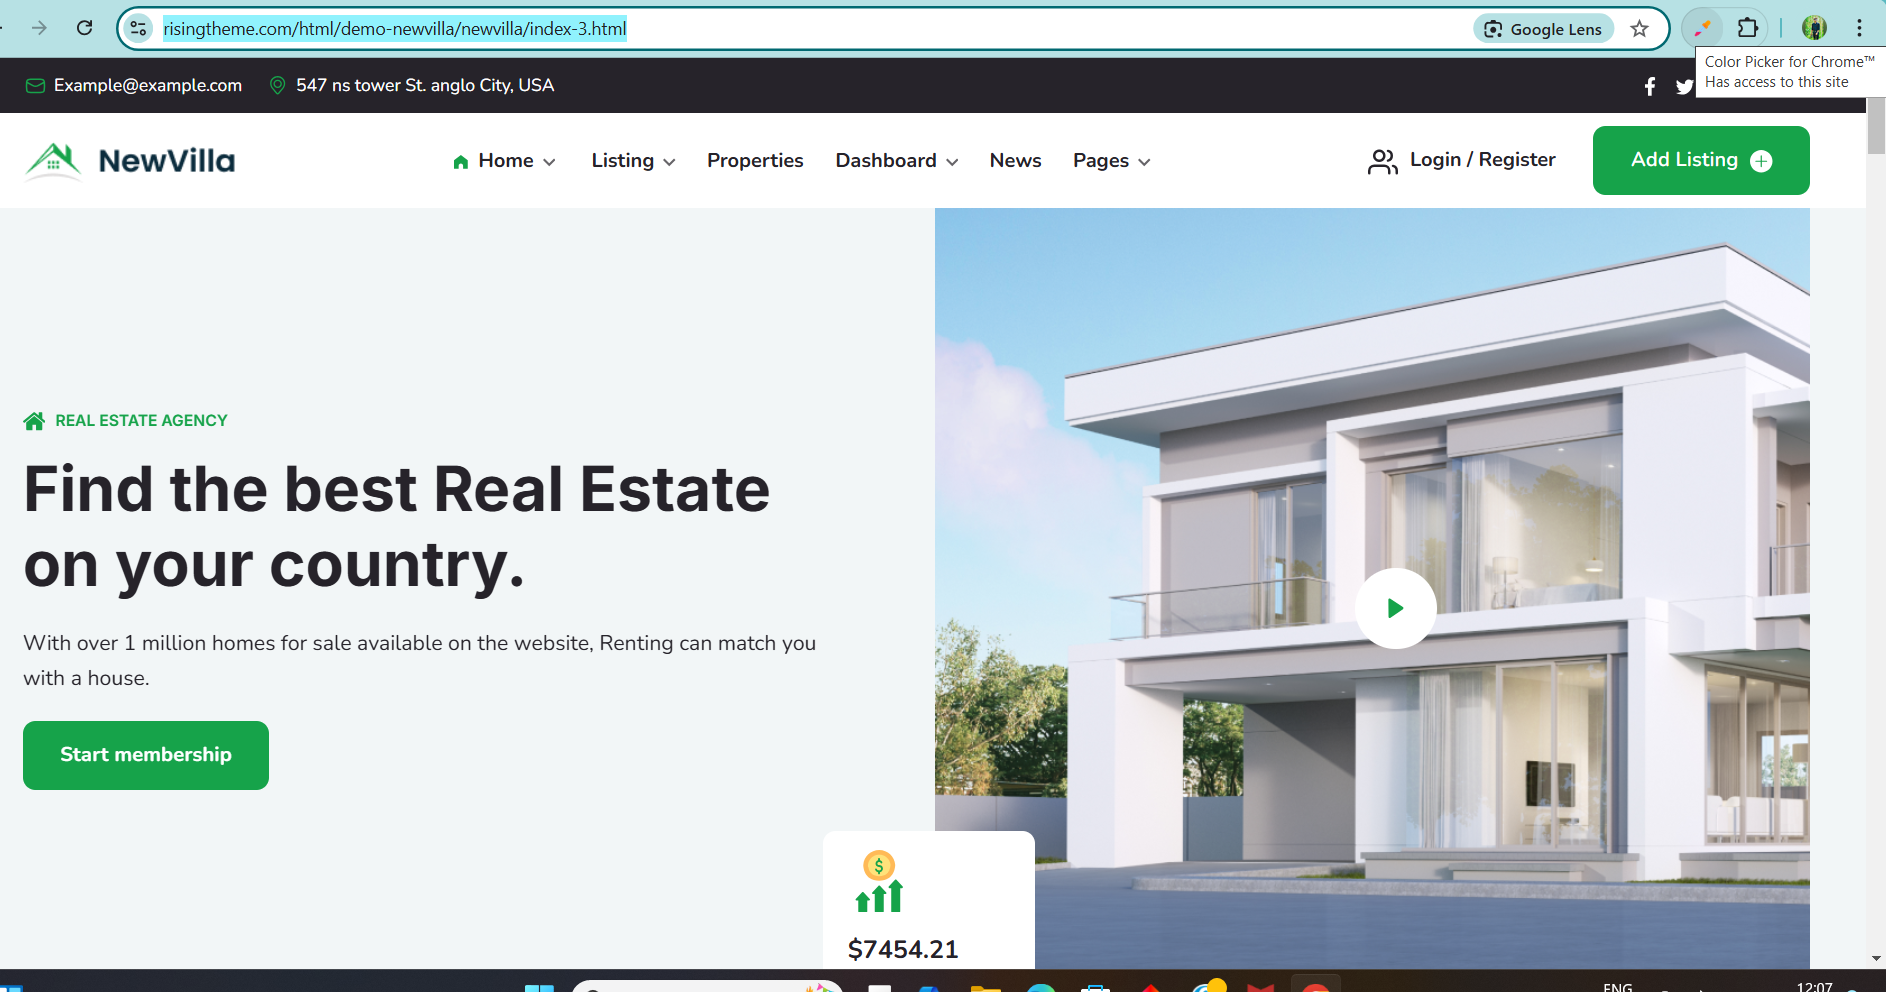 risingtheme.com/html/demo-newvilla/newvilla/index-3.html
Google Lens
Color Picker for Chrome™
Has access to this site
Example@example.com
547 ns tower St. anglo City, USA
NewVilla
Home
Listing
Properties
Dashboard
News
Pages
Login / Register
Add Listing
REAL ESTATE AGENCY
Find the best Real Estate
on your country.
With over 1 million homes for sale available on the website, Renting can match you
with a house.
Start membership
$
$7454.21
ENG
12:07